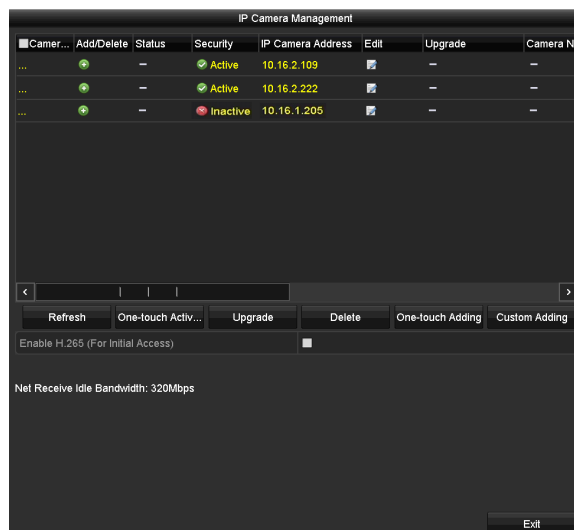 IP Camera Management
Camer... Add/Delete Status Security IP Camera Address Edit Upgrade Camera N
... – Active 10.16.2.109 – –
... – Active 10.16.2.222 – –
... – Inactive 10.16.1.205 – –
Refresh One-touch Activ... Upgrade Delete One-touch Adding Custom Adding
Enable H.265 (For Initial Access)
Net Receive Idle Bandwidth: 320Mbps
Exit